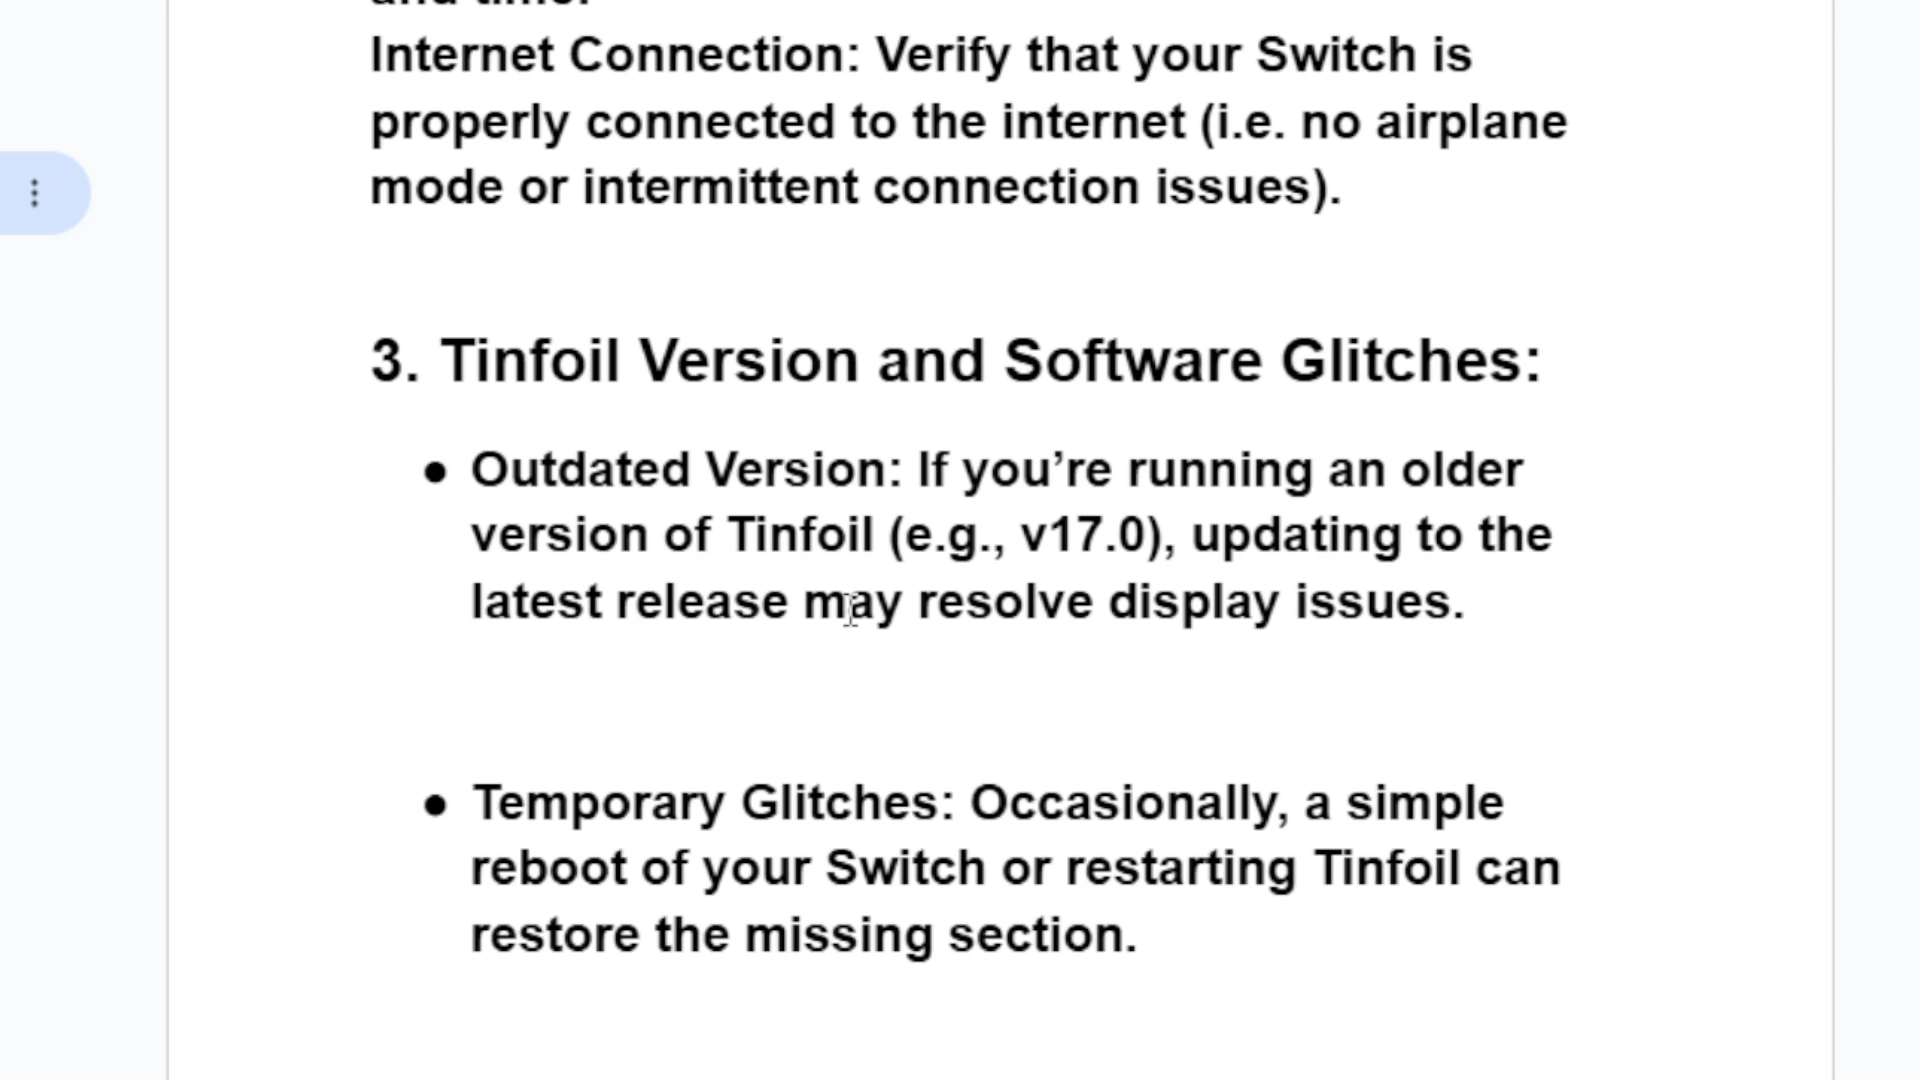 and time.
Internet Connection: Verify that your Switch is
properly connected to the internet (i.e. no airplane
mode or intermittent connection issues).
3. Tinfoil Version and Software Glitches:
● Outdated Version: If you’re running an older
version of Tinfoil (e.g., v17.0), updating to the
latest release may resolve display issues.
● Temporary Glitches: Occasionally, a simple
reboot of your Switch or restarting Tinfoil can
restore the missing section.